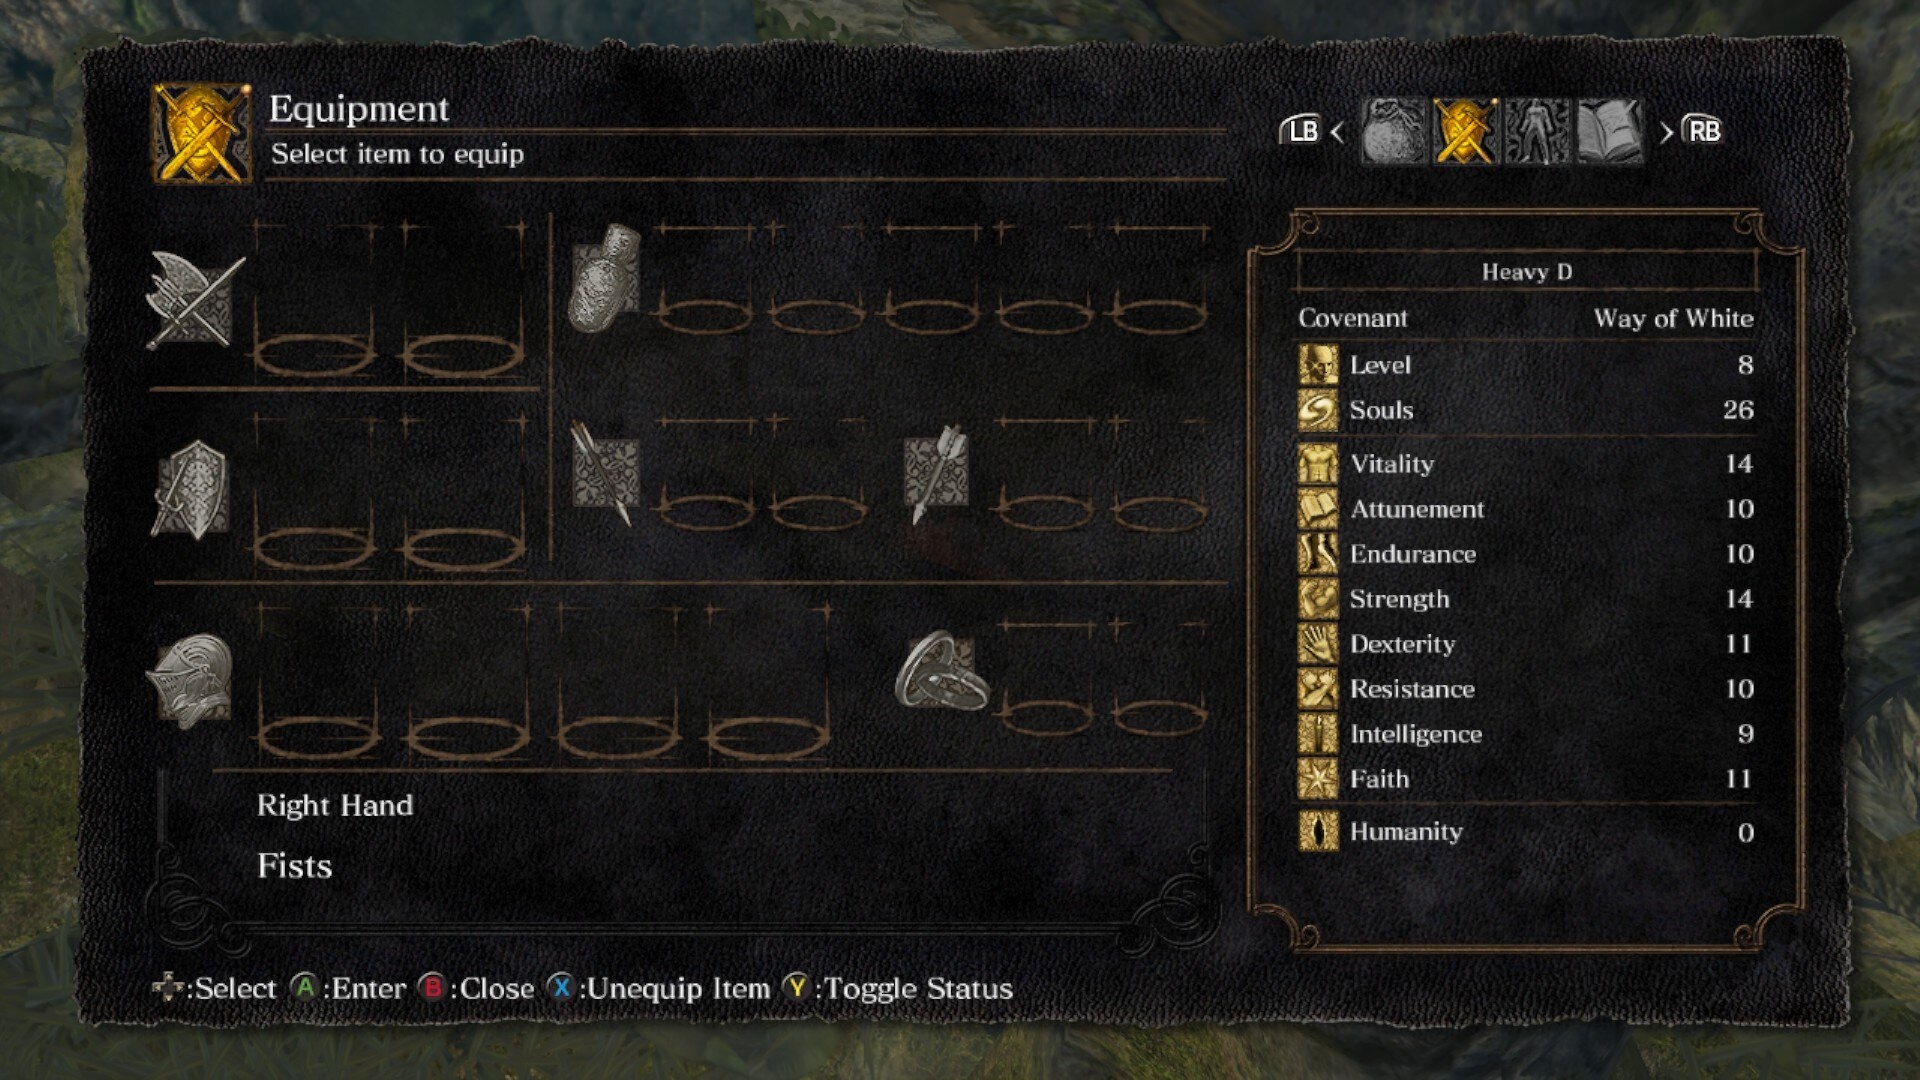 Equipment
Select item to equip
LB < > RB
Heavy D
Covenant Way of White
Level 8
Souls 26
Vitality 14
Attunement 10
Endurance 10
Strength 14
Dexterity 11
Resistance 10
Intelligence 9
Faith 11
Humanity 0
Right Hand
Fists
:Select A:Enter B:Close X:Unequip Item Y:Toggle Status